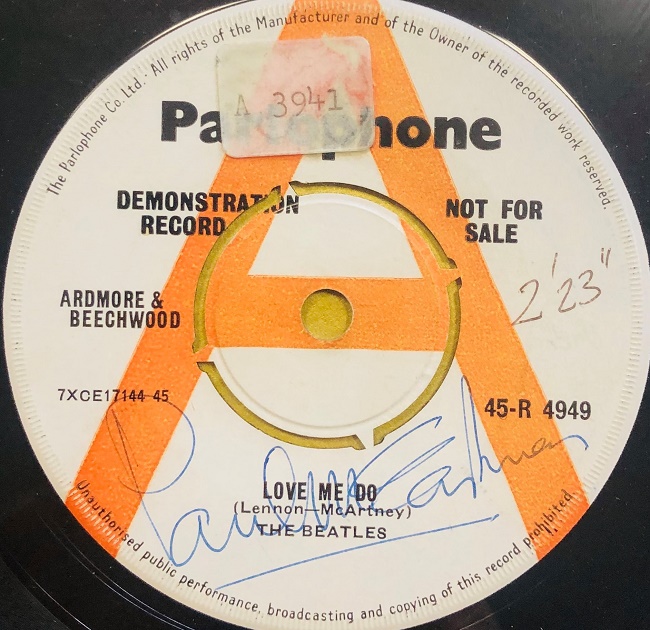 The Parlophone Co. Ltd. · All rights of the Manufacturer and of the Owner of the recorded work reserved.
A 3941
Parlophone
DEMONSTRATION
RECORD
NOT FOR
SALE
2'23"
ARDMORE &
BEECHWOOD
7XCE17144 45
45-R 4949
Paul McCartney
LOVE ME DO
(Lennon—McArtney)
THE BEATLES
Unauthorised public performance, broadcasting and copying of this record prohibited.